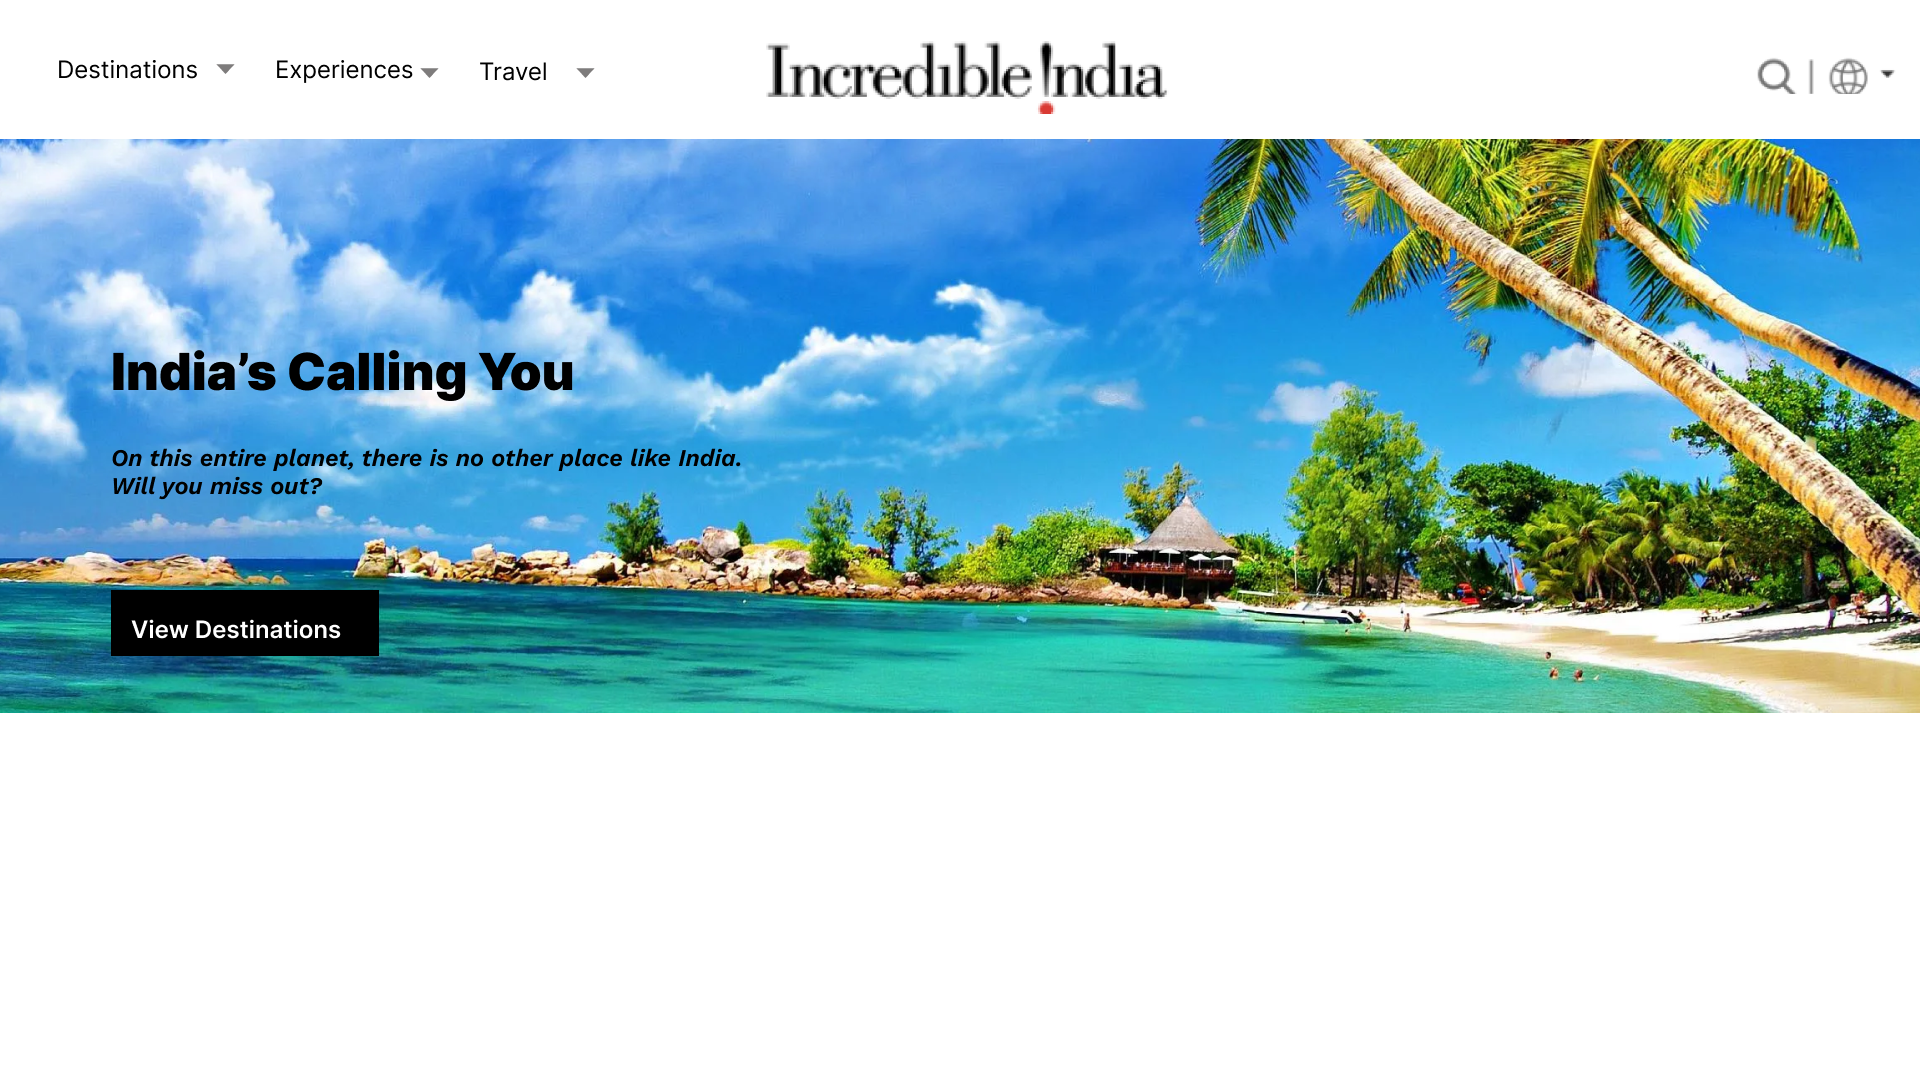 Destinations
Experiences
Travel
Incredible !ndia
India’s Calling You
On this entire planet, there is no other place like India.
Will you miss out?
View Destinations